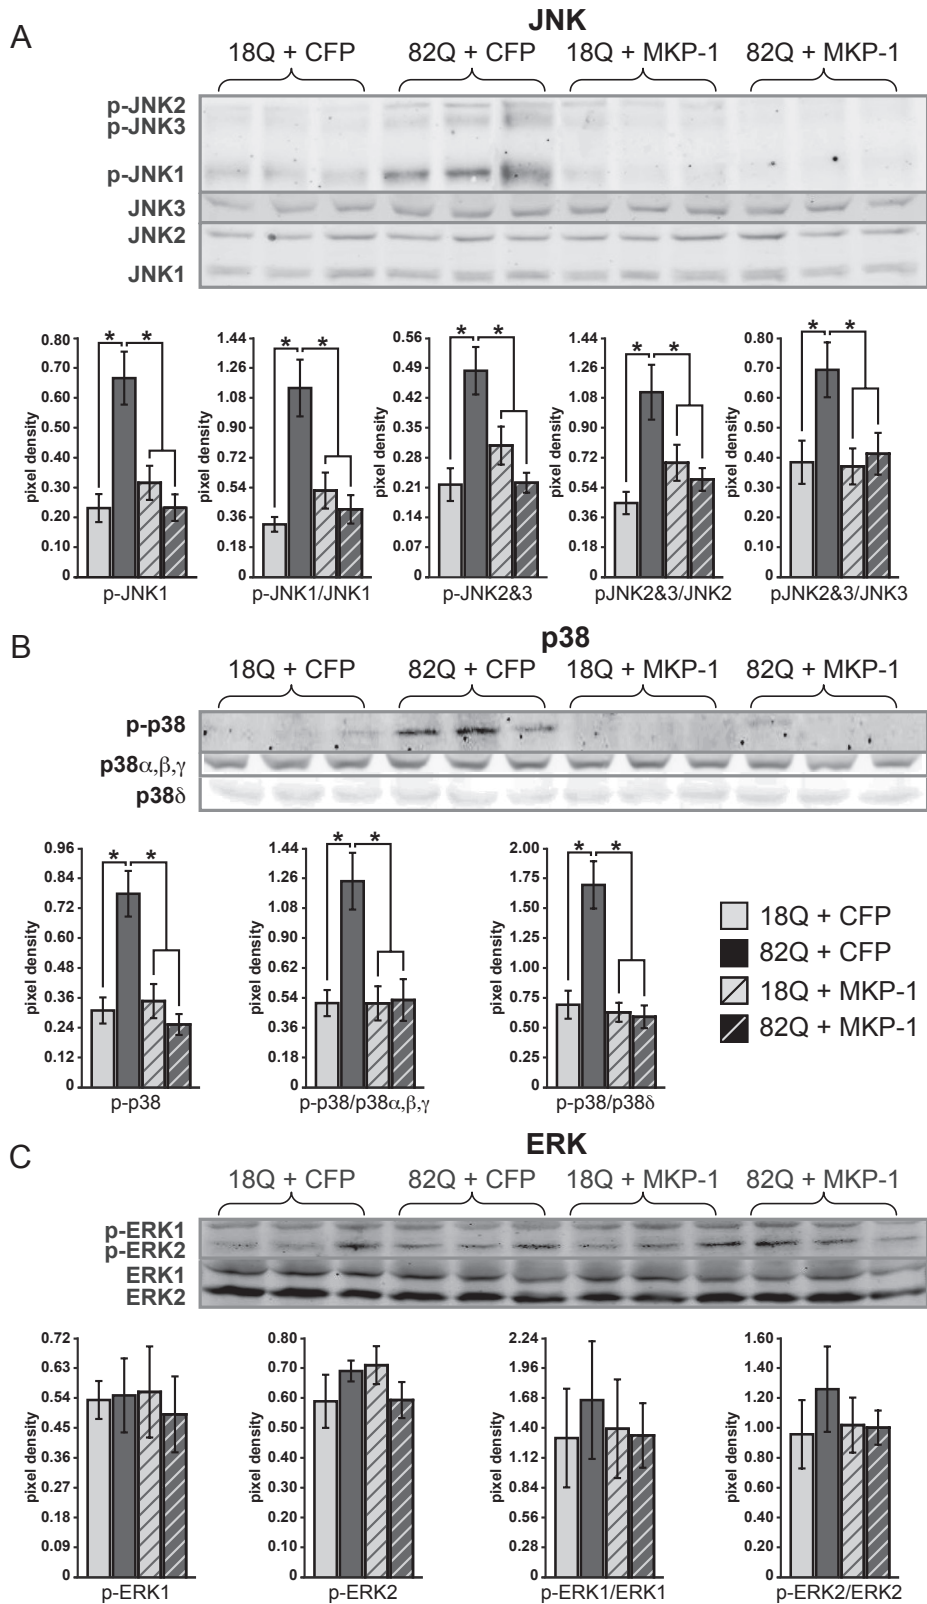 A
JNK
18Q + CFP 82Q + CFP 18Q + MKP-1 82Q + MKP-1
p-JNK2
p-JNK3
p-JNK1
JNK3
JNK2
JNK1
* * * * * * * * * *
0.80 1.44 0.56 1.44 0.80
0.70 1.26 0.49 1.26 0.70
0.60 1.08 0.42 1.08 0.60
0.50 0.90 0.35 0.90 0.50
0.40 0.72 0.28 0.72 0.40
0.30 0.54 0.21 0.54 0.30
0.20 0.36 0.14 0.36 0.20
0.10 0.18 0.07 0.18 0.10
0 0 0 0 0
pixel density pixel density pixel density pixel density pixel density
p-JNK1 p-JNK1/JNK1 p-JNK2&3 pJNK2&3/JNK2 pJNK2&3/JNK3
B
p38
18Q + CFP 82Q + CFP 18Q + MKP-1 82Q + MKP-1
p-p38
p38α,β,γ
p38δ
* * * * * *
0.96 1.44 2.00
0.84 1.26 1.75
0.72 1.08 1.50
0.60 0.90 1.25
0.48 0.62 1.00
0.36 0.54 0.75
0.24 0.36 0.50
0.12 0.18 0.25
0 0 0
pixel density pixel density pixel density
p-p38 p-p38/p38α,β,γ p-p38/p38δ
18Q + CFP
82Q + CFP
18Q + MKP-1
82Q + MKP-1
C
ERK
18Q + CFP 82Q + CFP 18Q + MKP-1 82Q + MKP-1
p-ERK1
p-ERK2
ERK1
ERK2
0.72 0.80 2.24 1.60
0.63 0.70 1.96 1.40
0.54 0.60 1.68 1.20
0.45 0.50 1.40 1.00
0.36 0.40 1.12 0.80
0.27 0.30 0.84 0.60
0.18 0.20 0.56 0.40
0.09 0.10 0.28 0.20
0 0 0 0
pixel density pixel density pixel density pixel density
p-ERK1 p-ERK2 p-ERK1/ERK1 p-ERK2/ERK2